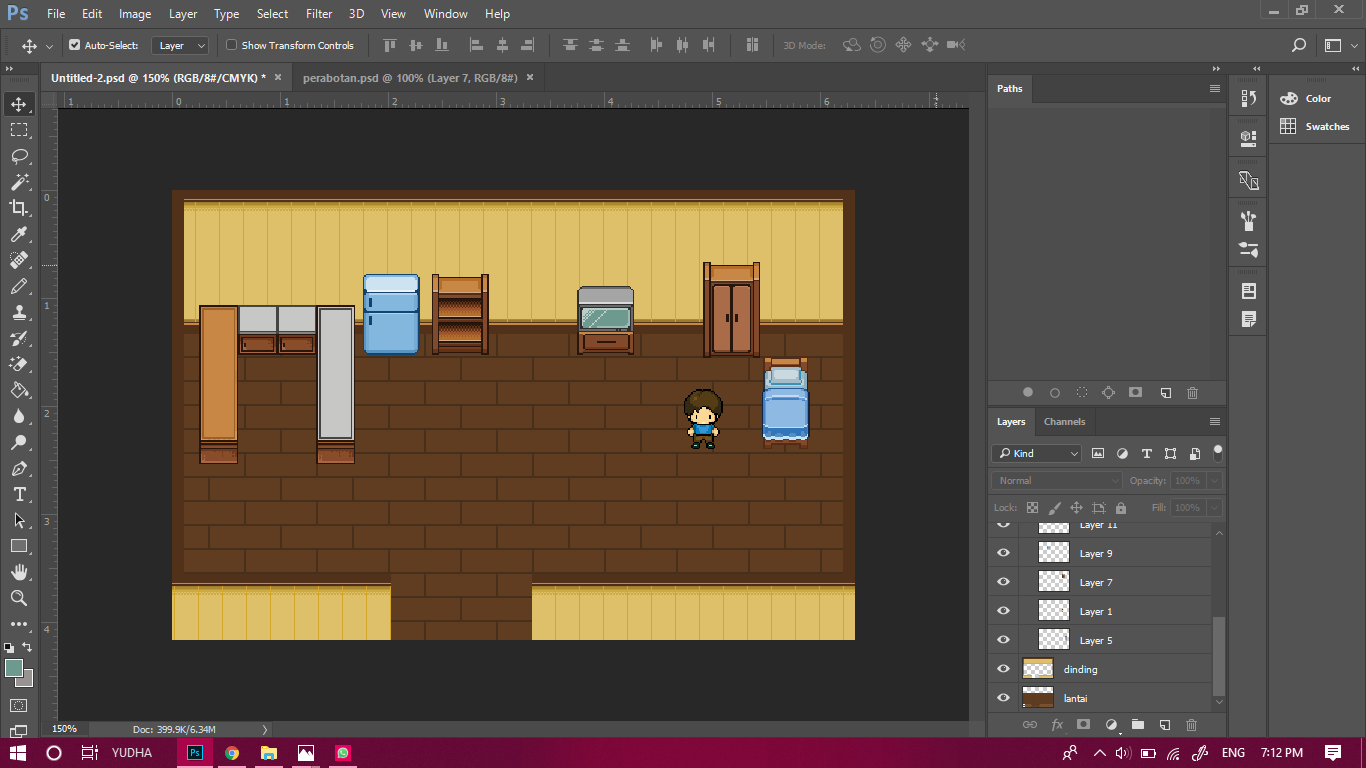 Ps File Edit Image Layer Type Select Filter 3D View Window Help
Auto-Select: Layer Show Transform Controls 3D Mode:
Untitled-2.psd @ 150% (RGB/8#/CMYK) * × perabotan.psd @ 100% (Layer 7, RGB/8#) ×
1 0 1 2 3 4 5 6
0
1
2
3
4
Paths
Color
Swatches
Layers Channels
Kind
Normal Opacity: 100%
Lock: Fill: 100%
Layer 11
Layer 9
Layer 7
Layer 1
Layer 5
dinding
lantai
fx
T
150% Doc: 399.9K/6.34M
YUDHA Ps ENG 7:12 PM